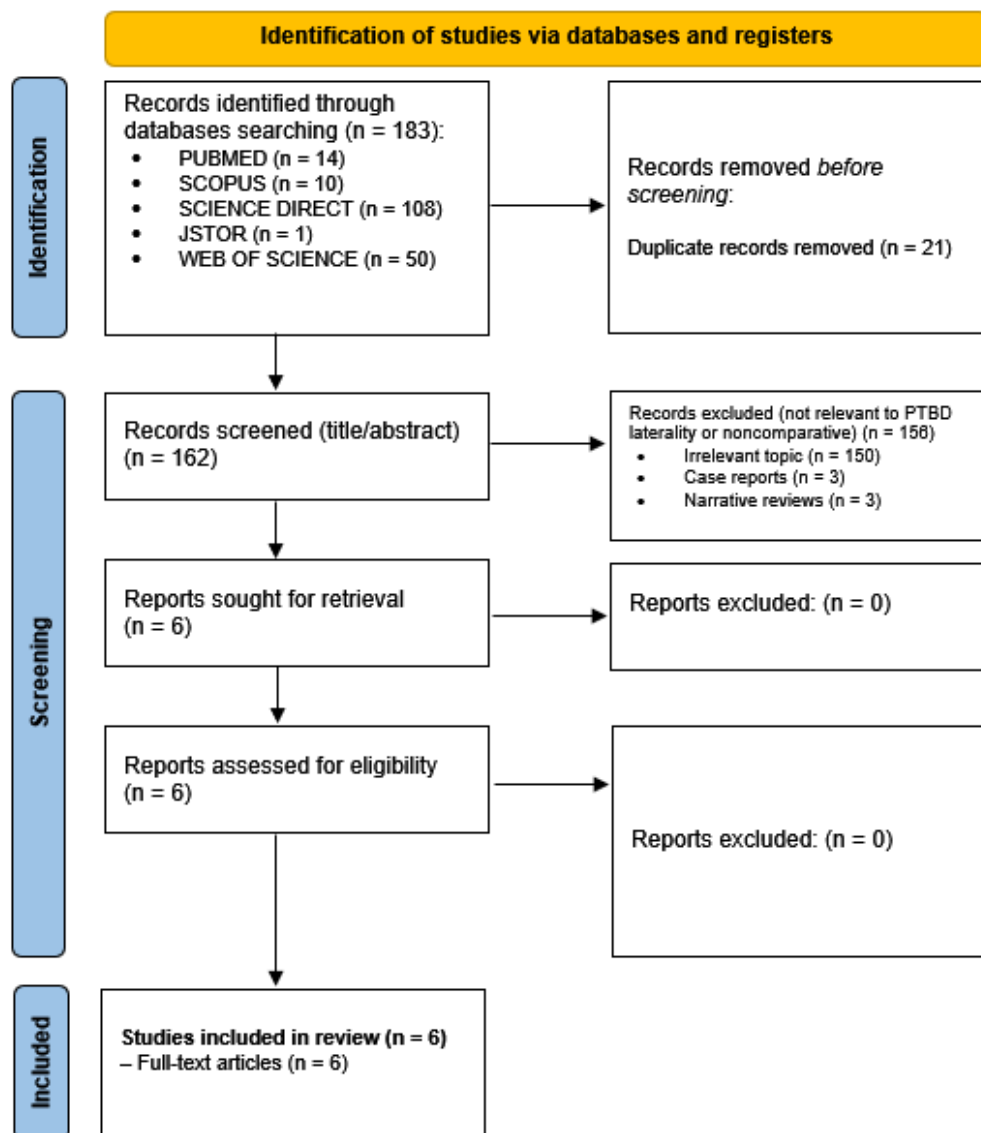 Identification of studies via databases and registers
Identification
Records identified through
databases searching (n = 183):
• PUBMED (n = 14)
• SCOPUS (n = 10)
• SCIENCE DIRECT (n = 108)
• JSTOR (n = 1)
• WEB OF SCIENCE (n = 50)
Records removed before
screening:
Duplicate records removed (n = 21)
Screening
Records screened (title/abstract)
(n = 162)
Records excluded (not relevant to PTBD
laterality or noncomparative) (n = 156)
• Irrelevant topic (n = 150)
• Case reports (n = 3)
• Narrative reviews (n = 3)
Reports sought for retrieval
(n = 6)
Reports excluded: (n = 0)
Reports assessed for eligibility
(n = 6)
Reports excluded: (n = 0)
Included
Studies included in review (n = 6)
– Full-text articles (n = 6)